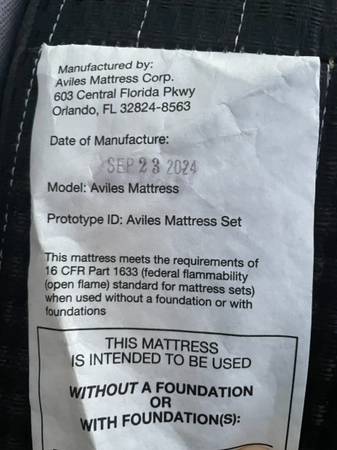 Manufactured by:
Aviles Mattress Corp.
603 Central Florida Pkwy
Orlando, FL 32824-8563
Date of Manufacture:
SEP 23 2024
Model: Aviles Mattress
Prototype ID: Aviles Mattress Set
This mattress meets the requirements of
16 CFR Part 1633 (federal flammability
(open flame) standard for mattress sets)
when used without a foundation or with
foundations
THIS MATTRESS
IS INTENDED TO BE USED
WITHOUT A FOUNDATION
OR
WITH FOUNDATION(S):